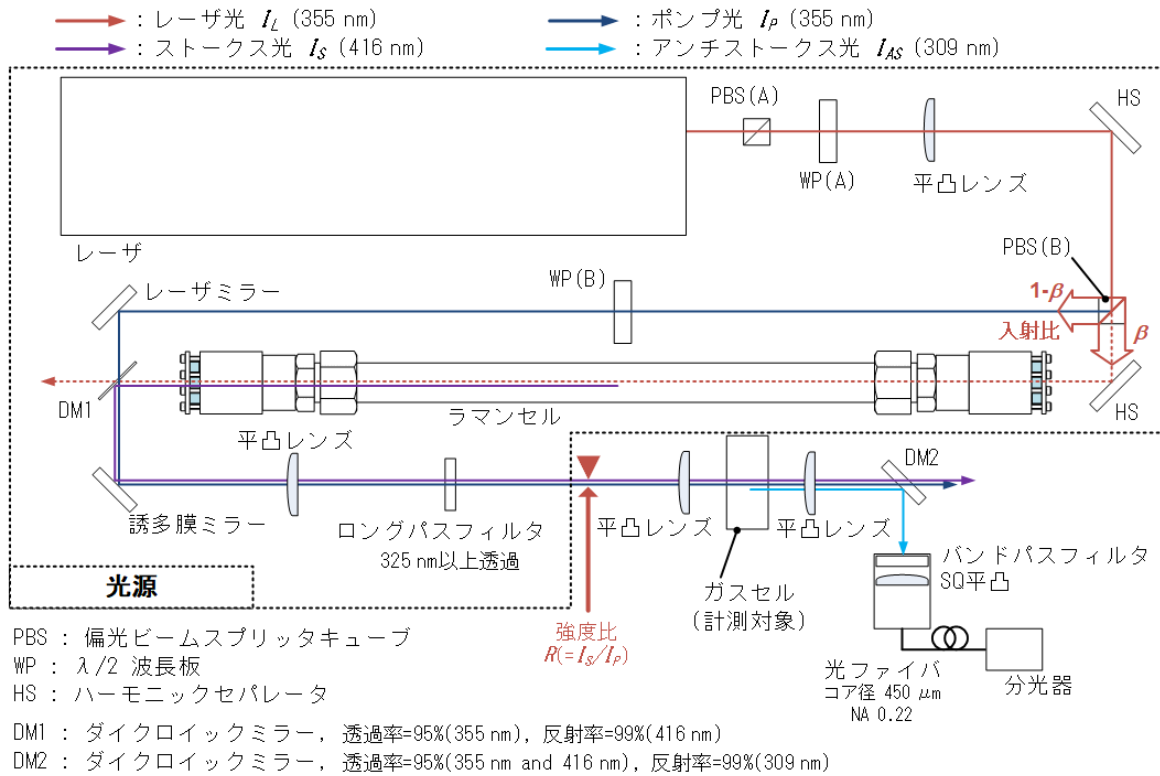 : レーザ光 I_L (355 nm)
: ポンプ光 I_P (355 nm)
: ストークス光 I_S (416 nm)
: アンチストークス光 I_AS (309 nm)
PBS(A)
HS
WP(A)
平凸レンズ
レーザ
PBS(B)
レーザミラー
WP(B)
1-β
入射比
β
DM1
ラマンセル
HS
平凸レンズ
DM2
誘多膜ミラー
ロングパスフィルタ
325 nm以上透過
平凸レンズ
平凸レンズ
バンドパスフィルタ
SQ平凸
光源
ガスセル
(計測対象)
強度比
R(=I_S/I_P)
光ファイバ
コア径 450 μm
NA 0.22
分光器
PBS : 偏光ビームスプリッタキューブ
WP : λ/2 波長板
HS : ハーモニックセパレータ
DM1 : ダイクロイックミラー, 透過率=95%(355 nm), 反射率=99%(416 nm)
DM2 : ダイクロイックミラー, 透過率=95%(355 nm and 416 nm), 反射率=99%(309 nm)